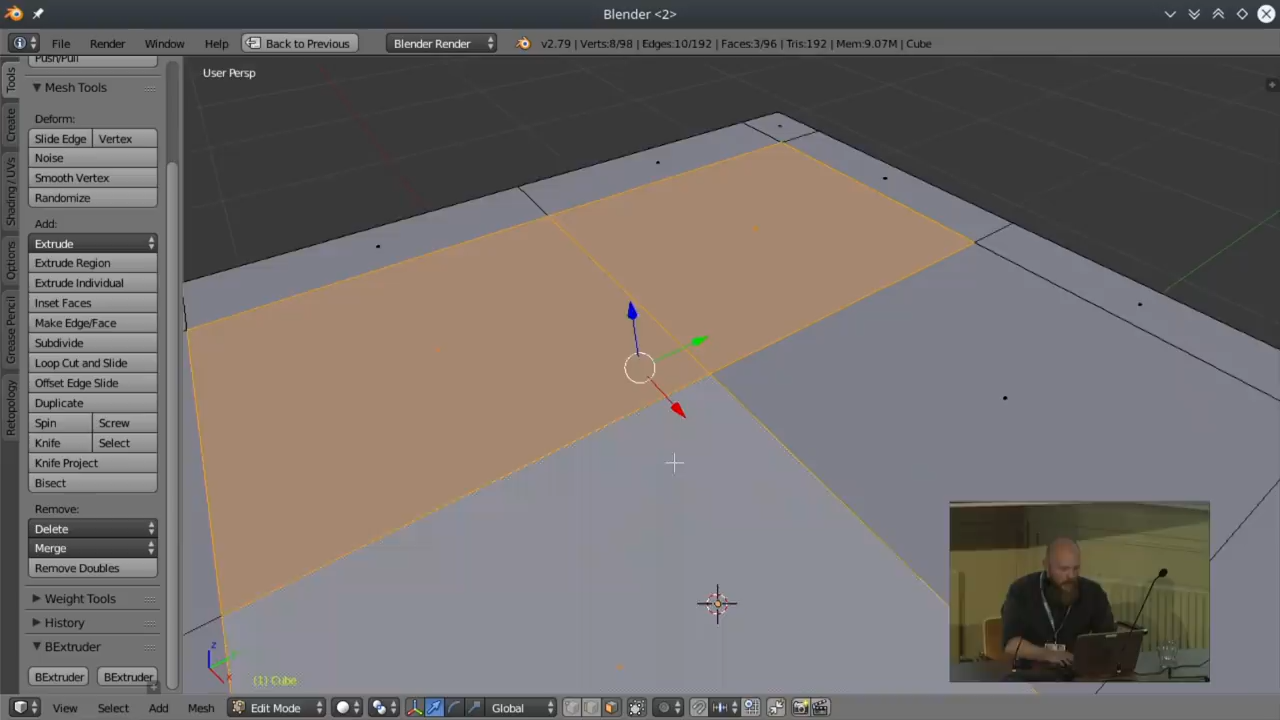 Blender <2>
File Render Window Help Back to Previous Blender Render v2.79 | Verts:8/98 | Edges:10/192 | Faces:3/96 | Tris:192 | Mem:9.07M | Cube
Push/Pull
User Persp
Tools
Create
Shading / UVs
Options
Grease Pencil
Retopology
Mesh Tools
Deform:
Slide Edge Vertex
Noise
Smooth Vertex
Randomize
Add:
Extrude
Extrude Region
Extrude Individual
Inset Faces
Make Edge/Face
Subdivide
Loop Cut and Slide
Offset Edge Slide
Duplicate
Spin Screw
Knife Select
Knife Project
Bisect
Remove:
Delete
Merge
Remove Doubles
Weight Tools
History
BExtruder
BExtruder BExtruder
z
x
(1) Cube
View Select Add Mesh Edit Mode Global